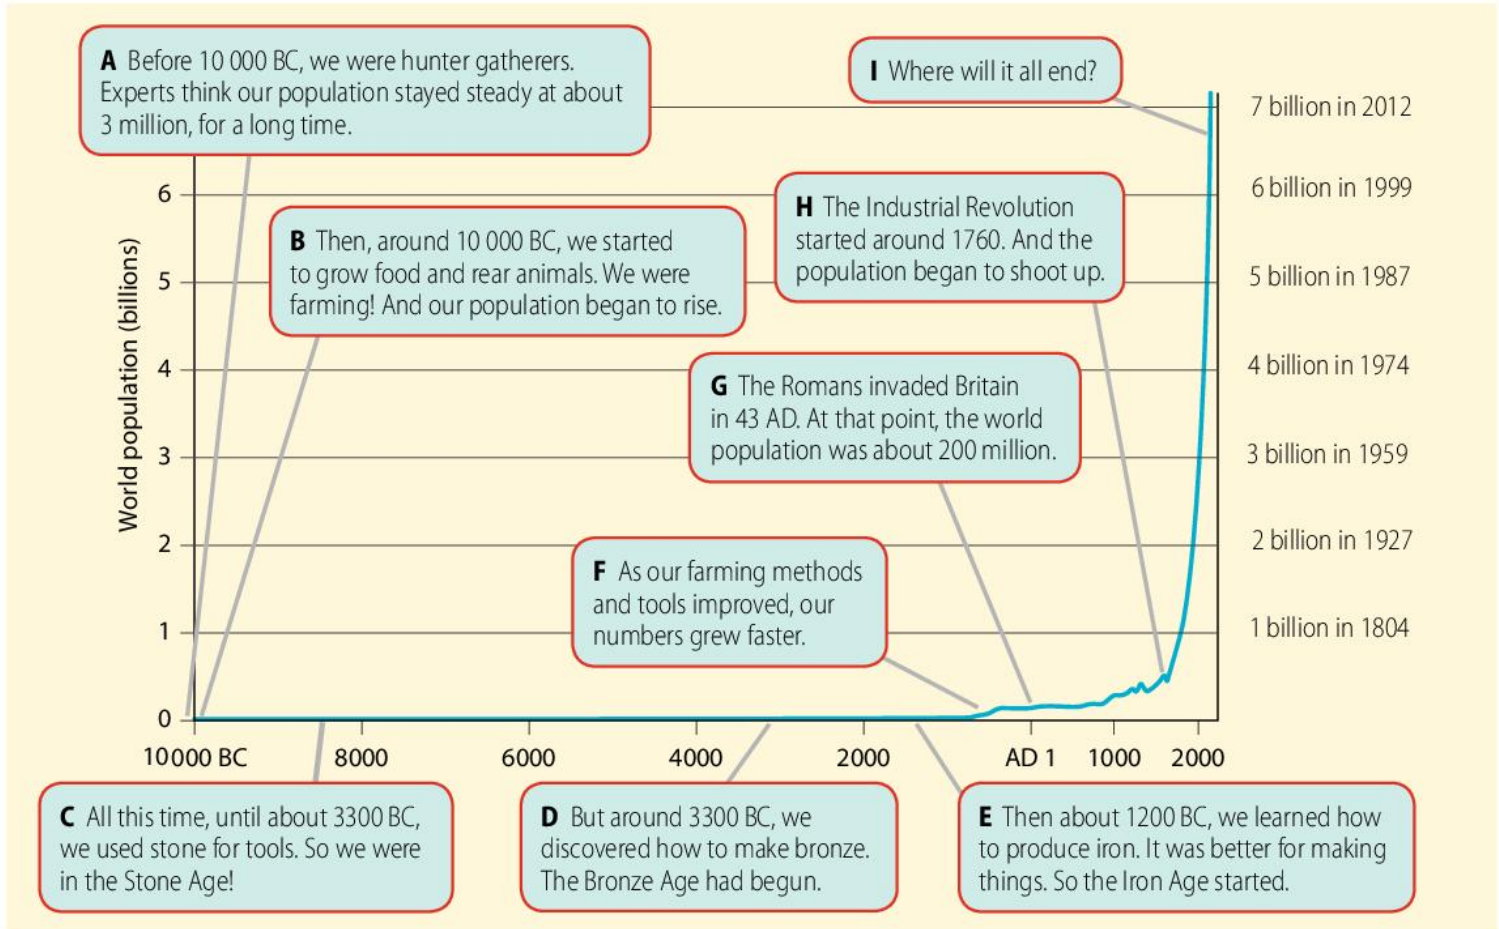 A Before 10 000 BC, we were hunter gatherers.
Experts think our population stayed steady at about
3 million, for a long time.
I Where will it all end?
7 billion in 2012
6 billion in 1999
5 billion in 1987
4 billion in 1974
3 billion in 1959
2 billion in 1927
1 billion in 1804
H The Industrial Revolution
started around 1760. And the
population began to shoot up.
B Then, around 10 000 BC, we started
to grow food and rear animals. We were
farming! And our population began to rise.
G The Romans invaded Britain
in 43 AD. At that point, the world
population was about 200 million.
F As our farming methods
and tools improved, our
numbers grew faster.
World population (billions)
6
5
4
3
2
1
0
10000 BC 8000 6000 4000 2000 AD 1 1000 2000
C All this time, until about 3300 BC,
we used stone for tools. So we were
in the Stone Age!
D But around 3300 BC, we
discovered how to make bronze.
The Bronze Age had begun.
E Then about 1200 BC, we learned how
to produce iron. It was better for making
things. So the Iron Age started.